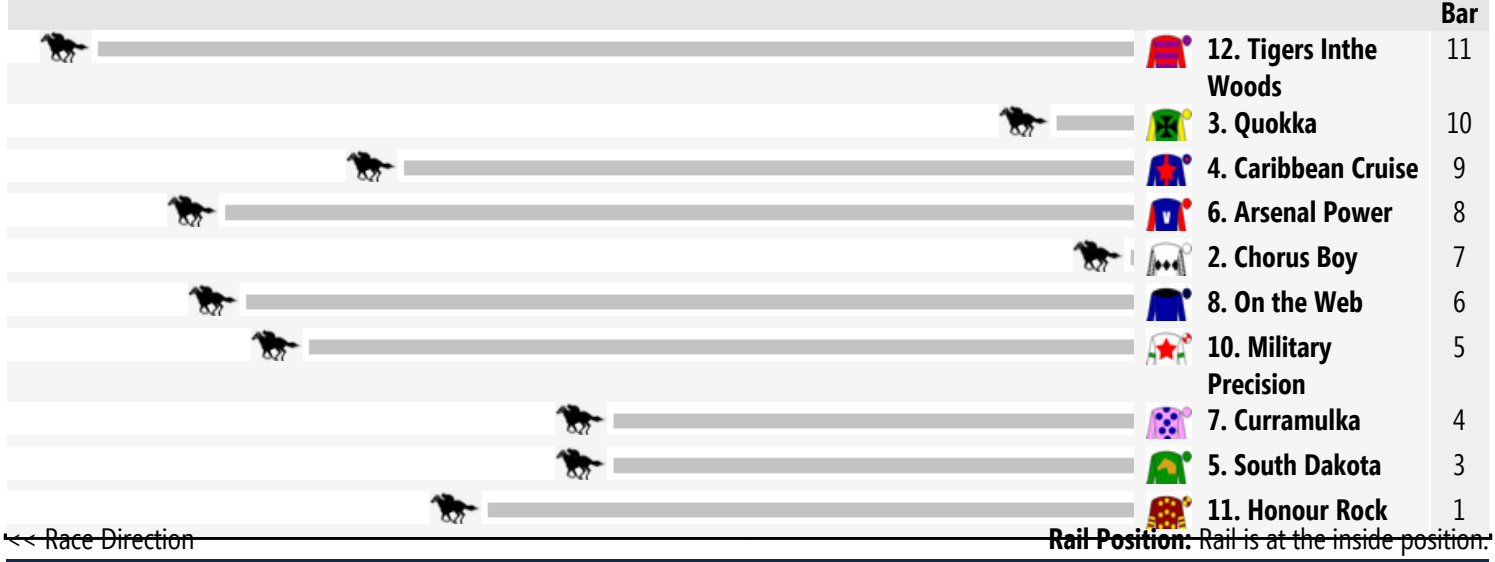 Bar
12. Tigers Inthe 11
Woods
3. Quokka 10
4. Caribbean Cruise 9
6. Arsenal Power 8
V
2. Chorus Boy 7
8. On the Web 6
10. Military 5
Precision
7. Curramulka 4
5. South Dakota 3
11. Honour Rock 1
<< Race Direction Rail Position: Rail is at the inside position.